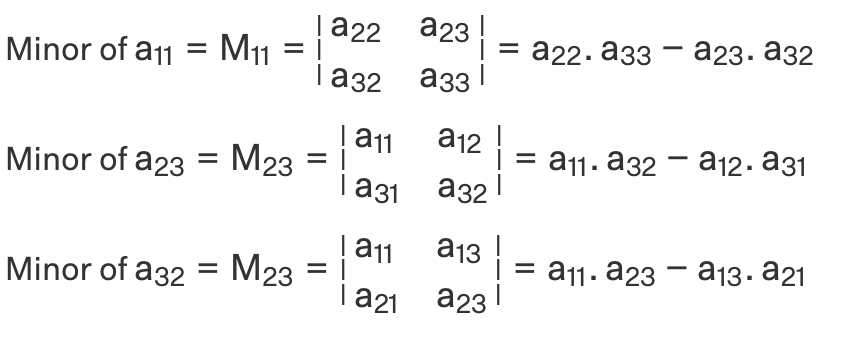 Minor of a₁₁ = M₁₁ = | a₂₂ a₂₃ | = a₂₂. a₃₃ − a₂₃. a₃₂
| a₃₂ a₃₃ |
Minor of a₂₃ = M₂₃ = | a₁₁ a₁₂ | = a₁₁. a₃₂ − a₁₂. a₃₁
| a₃₁ a₃₂ |
Minor of a₃₂ = M₂₃ = | a₁₁ a₁₃ | = a₁₁. a₂₃ − a₁₃. a₂₁
| a₂₁ a₂₃ |